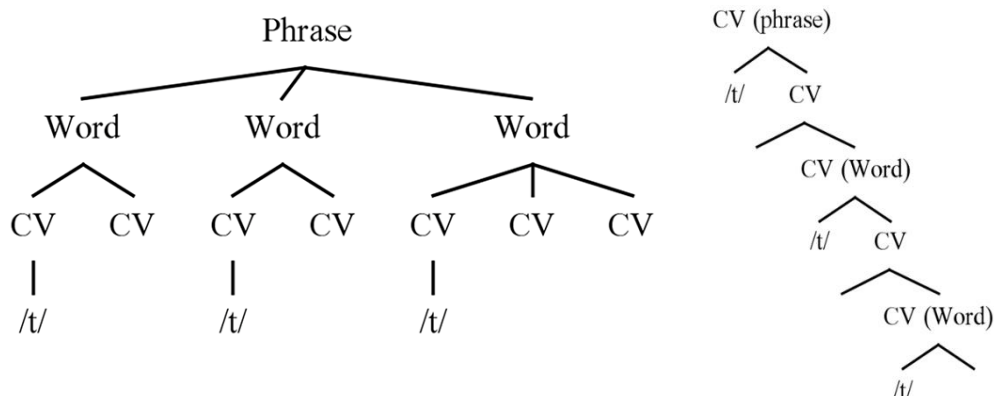 Phrase
Word Word Word
CV CV CV CV CV CV CV
/t/ /t/ /t/
CV (phrase)
/t/ CV
CV (Word)
/t/ CV
CV (Word)
/t/